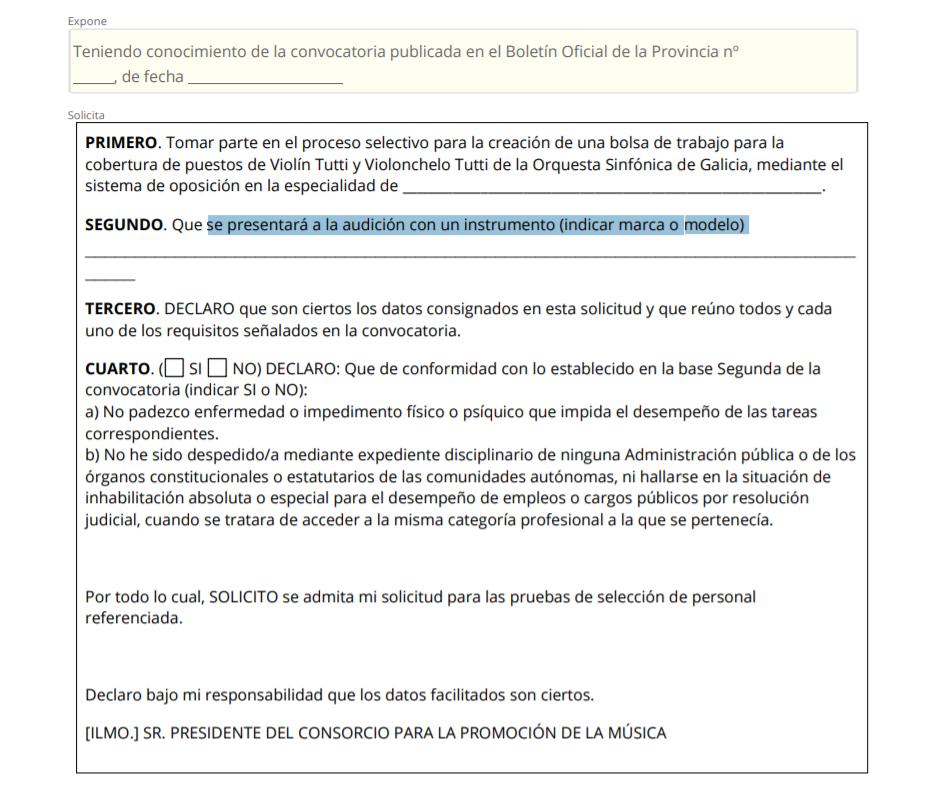 Expone
Teniendo conocimiento de la convocatoria publicada en el Boletín Oficial de la Provincia nº
_____, de fecha ___________________
Solicita
PRIMERO. Tomar parte en el proceso selectivo para la creación de una bolsa de trabajo para la
cobertura de puestos de Violín Tutti y Violonchelo Tutti de la Orquesta Sinfónica de Galicia, mediante el
sistema de oposición en la especialidad de ___________________________________________________.
SEGUNDO. Que se presentará a la audición con un instrumento (indicar marca o modelo)
______________________________________________________________________________________________
______
TERCERO. DECLARO que son ciertos los datos consignados en esta solicitud y que reúno todos y cada
uno de los requisitos señalados en la convocatoria.
CUARTO. (☐ SI ☐ NO) DECLARO: Que de conformidad con lo establecido en la base Segunda de la
convocatoria (indicar SI o NO):
a) No padezco enfermedad o impedimento físico o psíquico que impida el desempeño de las tareas
correspondientes.
b) No he sido despedido/a mediante expediente disciplinario de ninguna Administración pública o de los
órganos constitucionales o estatutarios de las comunidades autónomas, ni hallarse en la situación de
inhabilitación absoluta o especial para el desempeño de empleos o cargos públicos por resolución
judicial, cuando se tratara de acceder a la misma categoría profesional a la que se pertenecía.
Por todo lo cual, SOLICITO se admita mi solicitud para las pruebas de selección de personal
referenciada.
Declaro bajo mi responsabilidad que los datos facilitados son ciertos.
[ILMO.] SR. PRESIDENTE DEL CONSORCIO PARA LA PROMOCIÓN DE LA MÚSICA